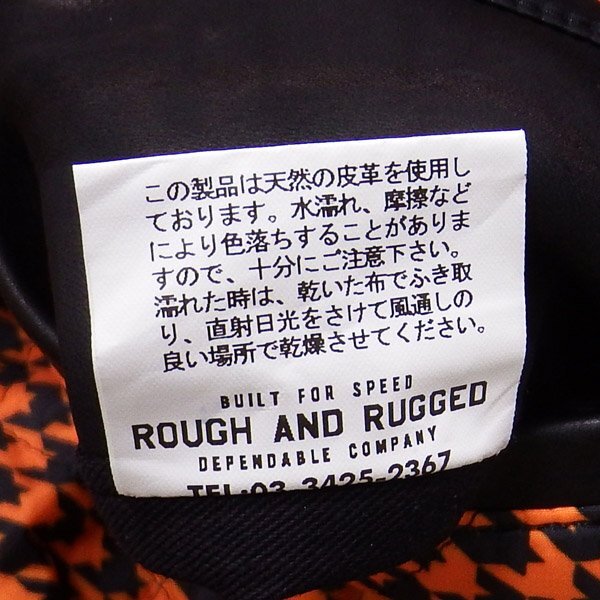 この製品は天然の皮革を使用し
ております。水濡れ、摩擦など
により色落ちすることがありま
すので、十分にご注意下さい。
濡れた時は、乾いた布でふき取
り、直射日光をさけて風通しの
良い場所で乾燥させてください。
BUILT FOR SPEED
ROUGH AND RUGGED
DEPENDABLE COMPANY
TEL:03-3425-2367